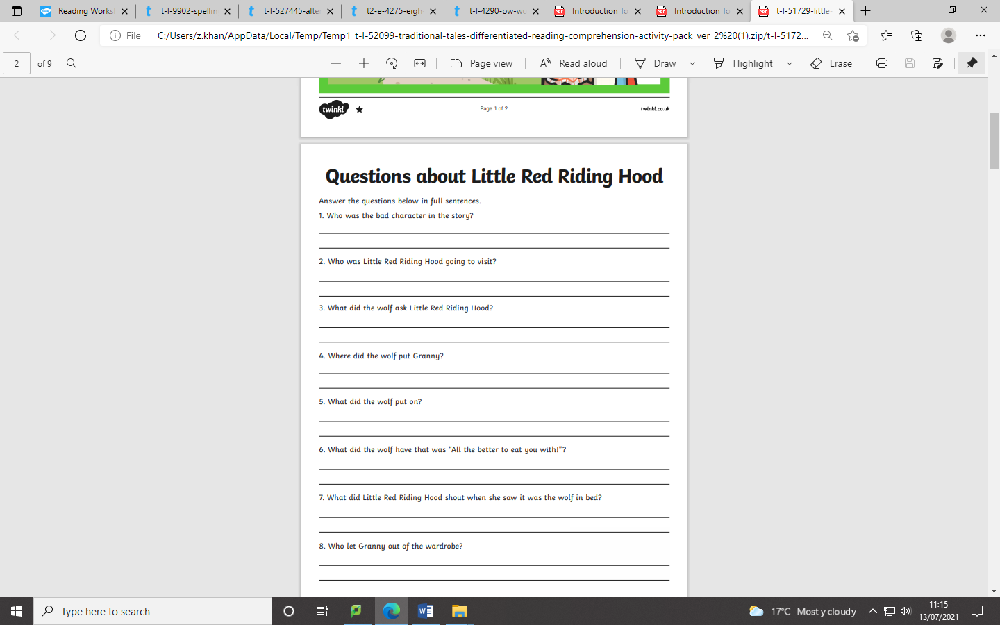 Reading Works
t-l-9902-spellin
t-l-527445-alte
t2-e-4275-eigh
t-l-4290-ow-wo
Introduction To
Introduction To
t-l-51729-little-
File
C:/Users/z.khan/AppData/Local/Temp/Temp1_t-l-52099-traditional-tales-differentiated-reading-comprehension-activity-pack_ver_2%20(1).zip/t-l-5172...
2 of 9
Page view
Read aloud
Draw
Highlight
Erase
twinkl
Page 1 of 2
twinkl.co.uk
Questions about Little Red Riding Hood
Answer the questions below in full sentences.
1. Who was the bad character in the story?
2. Who was Little Red Riding Hood going to visit?
3. What did the wolf ask Little Red Riding Hood?
4. Where did the wolf put Granny?
5. What did the wolf put on?
6. What did the wolf have that was “All the better to eat you with!”?
7. What did Little Red Riding Hood shout when she saw it was the wolf in bed?
8. Who let Granny out of the wardrobe?
Type here to search
17°C Mostly cloudy
11:15
13/07/2021